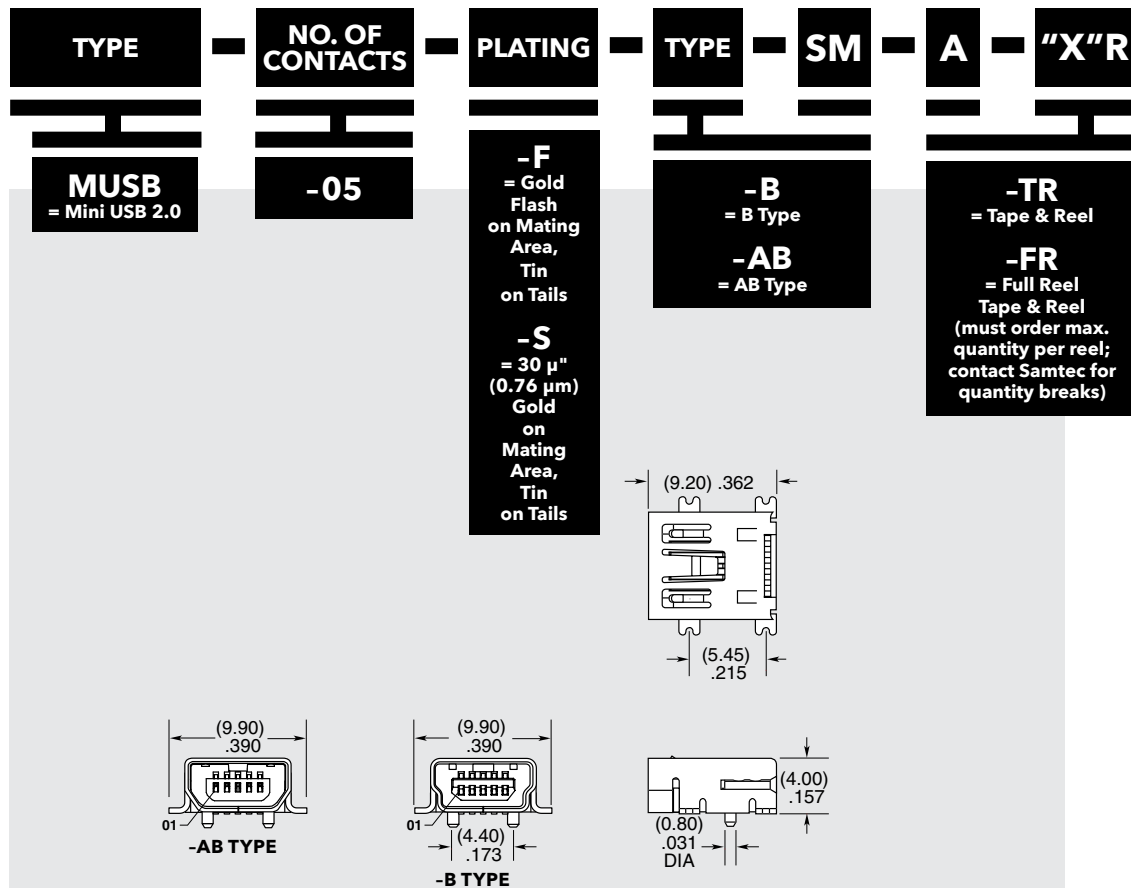 TYPE
NO. OF
CONTACTS
PLATING
TYPE
SM
A
“X”R
MUSB
= Mini USB 2.0
–05
–F
= Gold
Flash
on Mating
Area,
Tin
on Tails
–S
= 30 µ"
(0.76 µm)
Gold
on
Mating
Area,
Tin
on Tails
–B
= B Type
–AB
= AB Type
–TR
= Tape & Reel
–FR
= Full Reel
Tape & Reel
(must order max.
quantity per reel;
contact Samtec for
quantity breaks)
(9.20) .362
(5.45)
.215
(9.90)
.390
01
–AB TYPE
(9.90)
.390
01
(4.40)
.173
–B TYPE
(4.00)
.157
(0.80)
.031
DIA